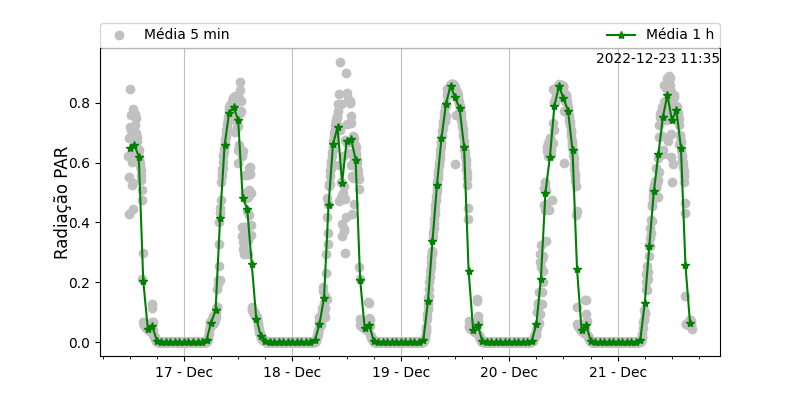 Média 5 min
Média 1 h
2022-12-23 11:35
0.8
0.6
0.4
0.2
0.0
Radiação PAR
17 - Dec
18 - Dec
19 - Dec
20 - Dec
21 - Dec